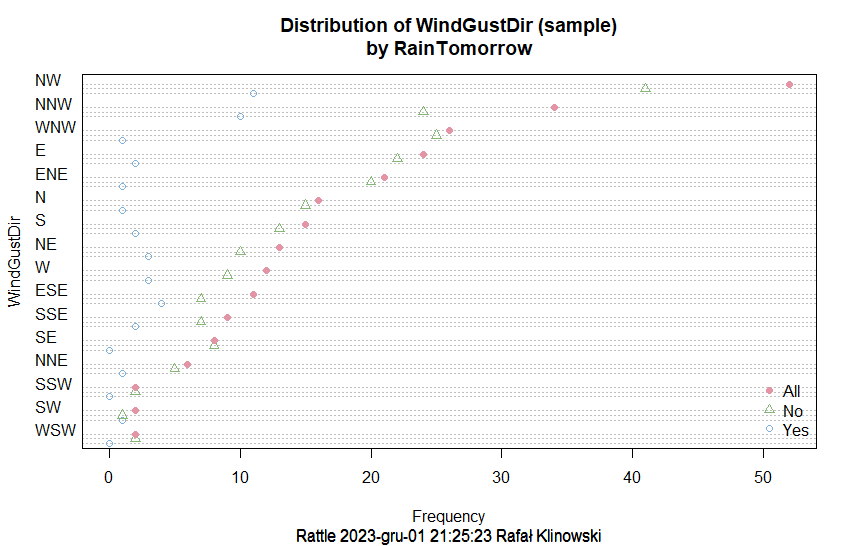 Distribution of WindGustDir (sample)
by RainTomorrow
NW
NNW
WNW
E
ENE
N
S
NE
W
ESE
SSE
SE
NNE
SSW
SW
WSW
WindGustDir
All
No
Yes
0 10 20 30 40 50
Frequency
Rattle 2023-gru-01 21:25:23 Rafał Klinowski